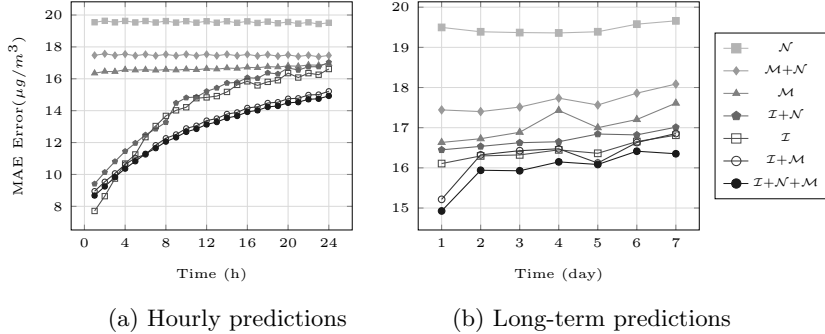 MAE Error(μg/m³)
20
18
16
14
12
10
8
0 4 8 12 16 20 24
Time (h)
(a) Hourly predictions
20
19
18
17
16
15
1 2 3 4 5 6 7
Time (day)
(b) Long-term predictions
𝒩
ℳ+𝒩
ℳ
ℐ+𝒩
ℐ
ℐ+ℳ
ℐ+𝒩+ℳ